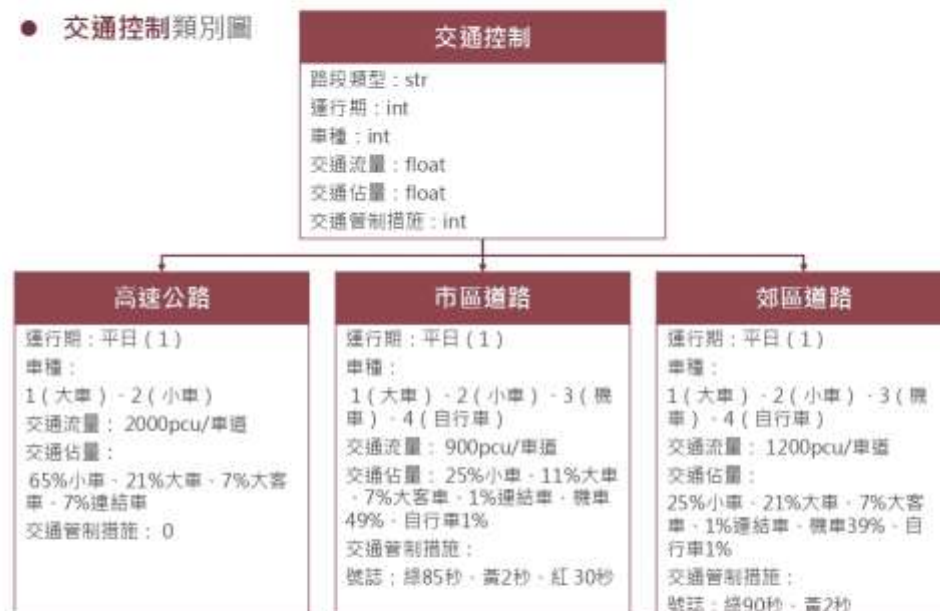 ● 交通控制類別圖
交通控制
路段類型：str
運行期：int
車種：int
交通流量：float
交通佔量：float
交通管制措施：int
高速公路
運行期：平日（1）
車種：
1（大車）、2（小車）
交通流量： 2000pcu/車道
交通佔量：
65%小車、21%大車、7%大客
車、7%連結車
交通管制措施： 0
市區道路
運行期：平日（1）
車種：
1（大車）、2（小車）、3（機
車）、4（自行車）
交通流量： 900pcu/車道
交通佔量： 25%小車、11%大車
、7%大客車、1%連結車、機車
49%、自行車1%
交通管制措施：
號誌：綠85秒、黃2秒、紅 30秒
郊區道路
運行期：平日（1）
車種：
1（大車）、2（小車）、3（機
車）、4（自行車）
交通流量： 1200pcu/車道
交通佔量：
25%小車、21%大車、7%大客
車、1%連結車、機車39%、自
行車1%
交通管制措施：
號誌：綠90秒、黃2秒